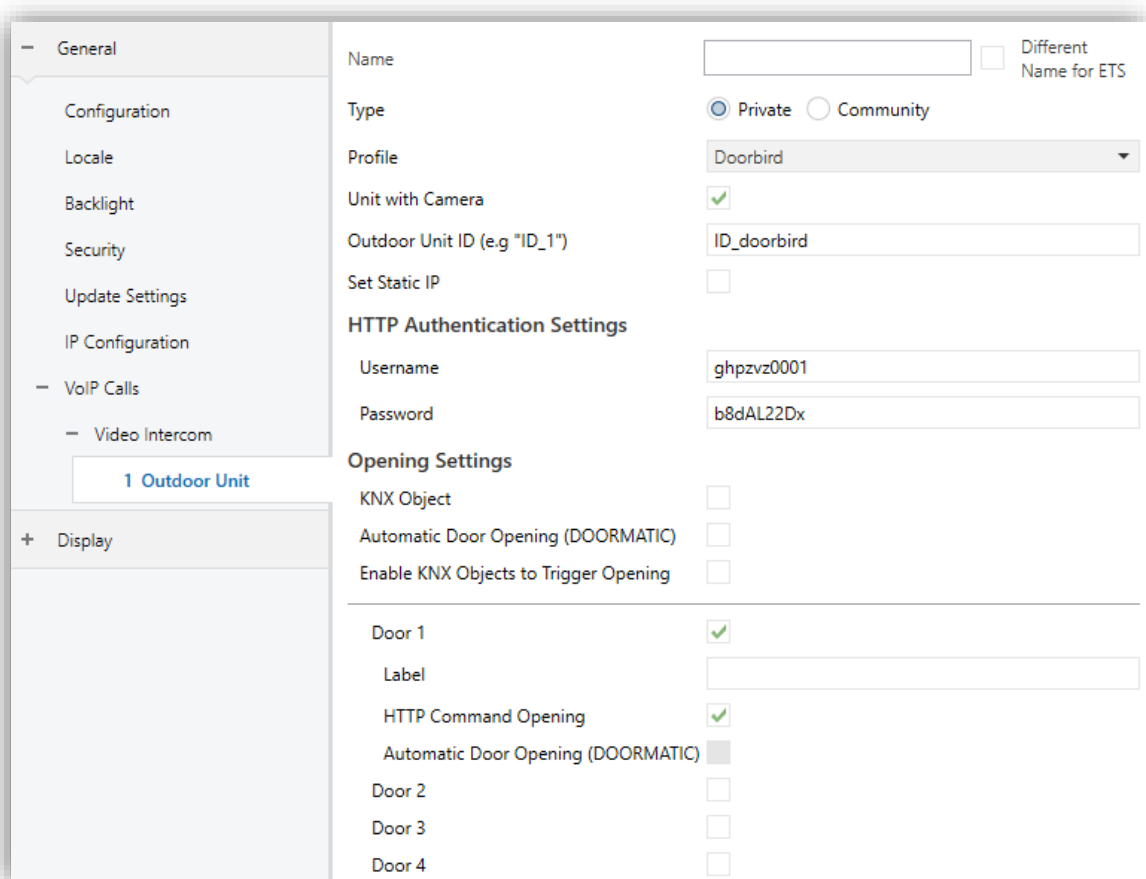 General
Configuration
Locale
Backlight
Security
Update Settings
IP Configuration
VoIP Calls
Video Intercom
1 Outdoor Unit
Display
Name
Different
Name for ETS
Type Private Community
Profile Doorbird
Unit with Camera
Outdoor Unit ID (e.g "ID_1") ID_doorbird
Set Static IP
HTTP Authentication Settings
Username ghpzvz0001
Password b8dAL22Dx
Opening Settings
KNX Object
Automatic Door Opening (DOORMATIC)
Enable KNX Objects to Trigger Opening
Door 1
Label
HTTP Command Opening
Automatic Door Opening (DOORMATIC)
Door 2
Door 3
Door 4